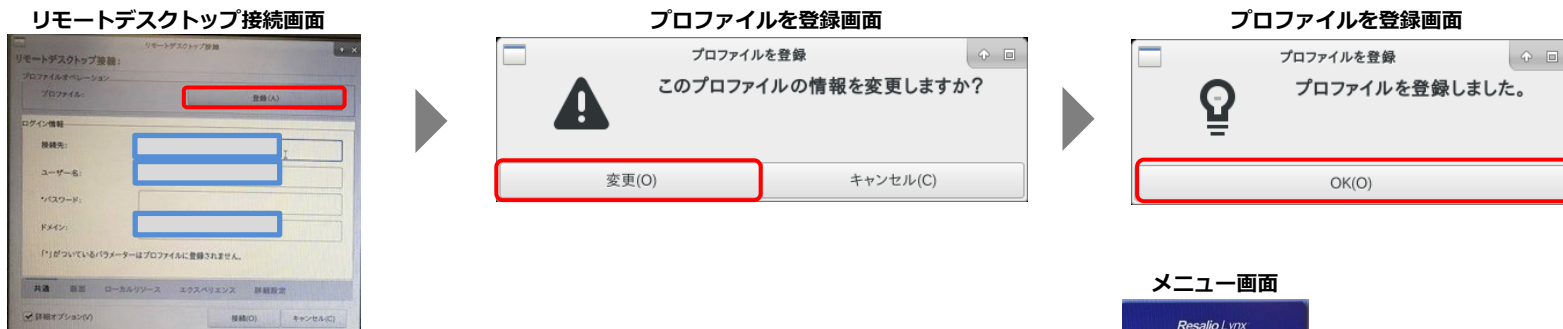 リモートデスクトップ接続画面
リモートデスクトップ接続
リモートデスクトップ接続:
プロファイルオペレーション
プロファイル:
登録(A)
ログイン情報
接続先:
ユーザー名:
*パスワード:
ドメイン:
「*」がついているパラメーターはプロファイルに登録されません。
共通 画面 ローカルリソース エクスペリエンス 詳細設定
詳細オプション(V) 接続(O) キャンセル(C)
プロファイルを登録画面
プロファイルを登録
このプロファイルの情報を変更しますか?
変更(O) キャンセル(C)
プロファイルを登録画面
プロファイルを登録
プロファイルを登録しました。
OK(O)
メニュー画面
Resalio Lynx